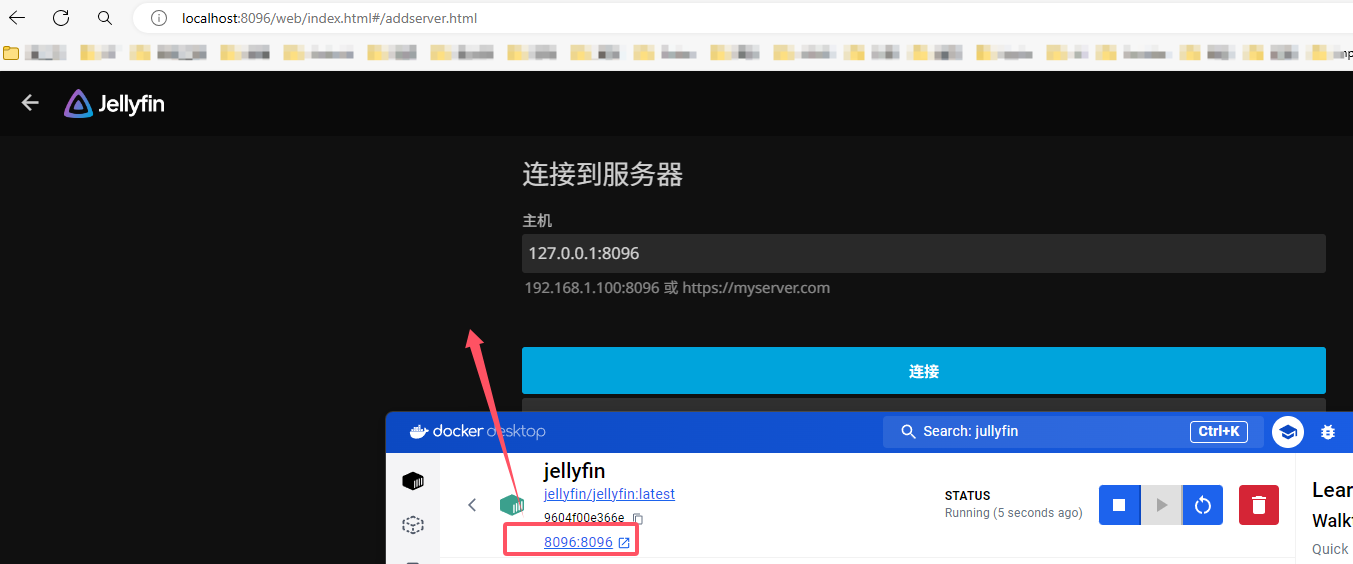 localhost:8096/web/index.html#/addserver.html
Jellyfin
连接到服务器
主机
127.0.0.1:8096
192.168.1.100:8096 或 https://myserver.com
连接
docker desktop
Search: jullyfin
Ctrl+K
jellyfin
jellyfin/jellyfin:latest
9604f00e366e
8096:8096
STATUS
Running (5 seconds ago)
Lear
Walk
Quick